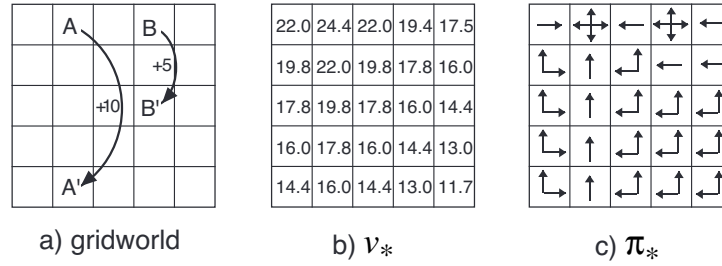 A B
+5
+10 B'
A'
a) gridworld
22.0 24.4 22.0 19.4 17.5
19.8 22.0 19.8 17.8 16.0
17.8 19.8 17.8 16.0 14.4
16.0 17.8 16.0 14.4 13.0
14.4 16.0 14.4 13.0 11.7
b) v*
c) π*